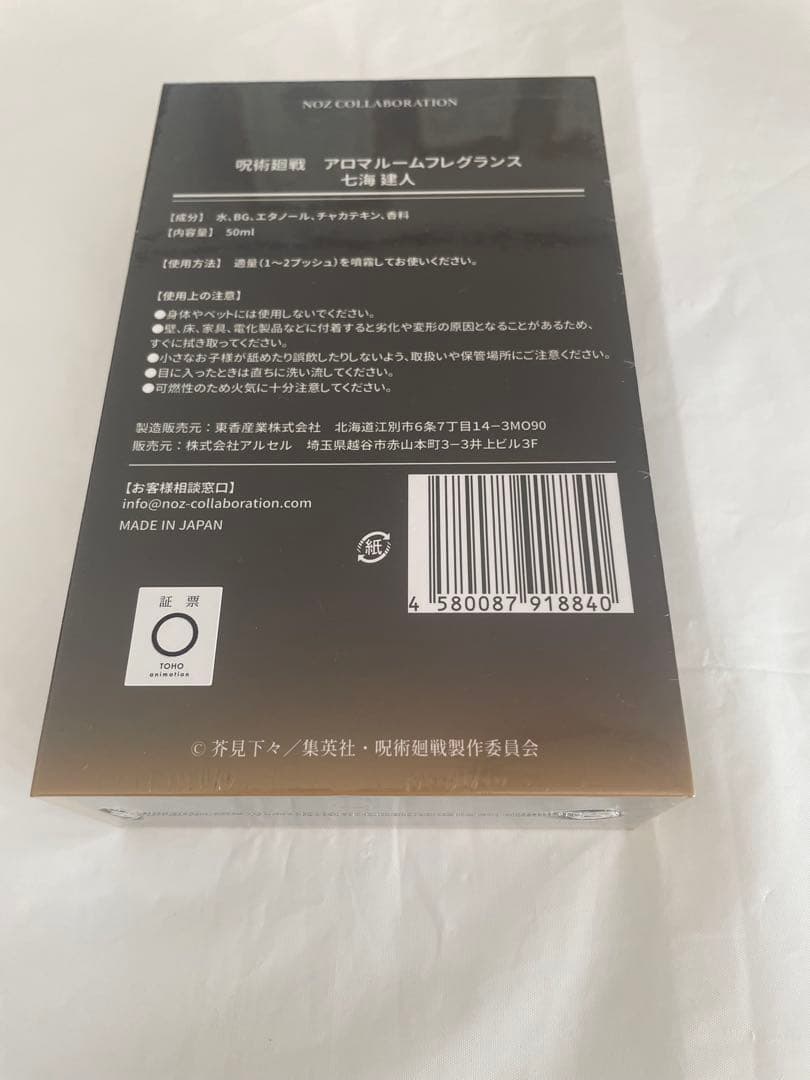 NOZ COLLABORATION
呪術廻戦　アロマルームフレグランス
七海 建人
【成分】　水、BG、エタノール、チャカテキン、香料
【内容量】　50ml
【使用方法】　適量（1～2プッシュ）を噴霧してお使いください。
【使用上の注意】
●身体やペットには使用しないでください。
●壁、床、家具、電化製品などに付着すると劣化や変形の原因となることがあるため、
すぐに拭き取ってください。
●小さなお子様が舐めたり誤飲したりしないよう、取扱いや保管場所にご注意ください。
●目に入ったときは直ちに洗い流してください。
●可燃性のため火気に十分注意してください。
製造販売元：東香産業株式会社　北海道江別市6条7丁目14−3MO90
販売元：株式会社アルセル　埼玉県越谷市赤山本町3−3井上ビル3F
【お客様相談窓口】
info@noz-collaboration.com
MADE IN JAPAN
紙
4 580087 918840
証 票
TOHO
animation
© 芥見下々／集英社・呪術廻戦製作委員会